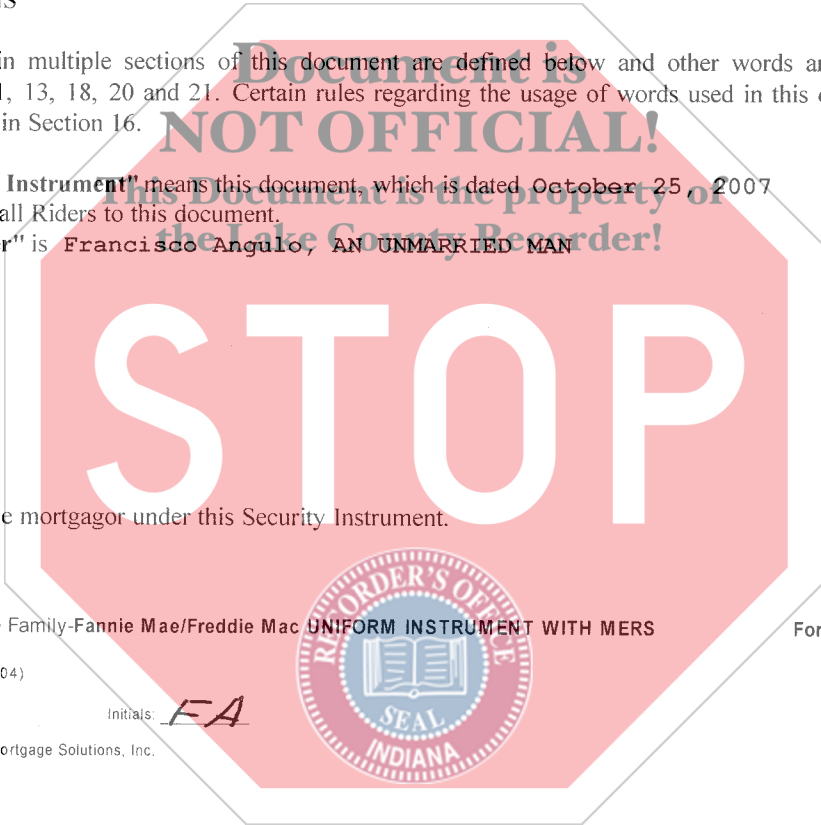 in multiple sections of this document are defined below and other words a
1, 13, 18, 20 and 21. Certain rules regarding the usage of words used in this
in Section 16.
Document is
NOT OFFICIAL!
This Document is the property of
the Lake County Recorder!
Instrument" means this document, which is dated October 25, 2007
all Riders to this document.
r" is Francisco Angulo, AN UNMARRIED MAN
STOP
e mortgagor under this Security Instrument.
RECORDER'S OFFICE
SEAL
INDIANA
Family-Fannie Mae/Freddie Mac UNIFORM INSTRUMENT WITH MERS
For
04)
Initials: FA
ortgage Solutions, Inc.